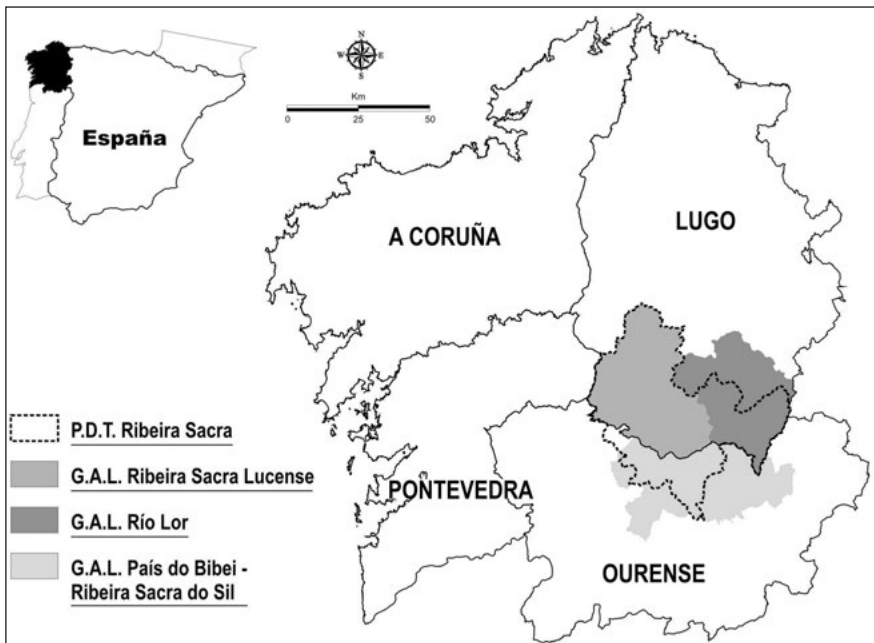 España
N
W E
S
Km
0 25 50
A CORUÑA
LUGO
PONTEVEDRA
OURENSE
P.D.T. Ribeira Sacra
G.A.L. Ribeira Sacra Lucense
G.A.L. Río Lor
G.A.L. País do Bibei -
Ribeira Sacra do Sil